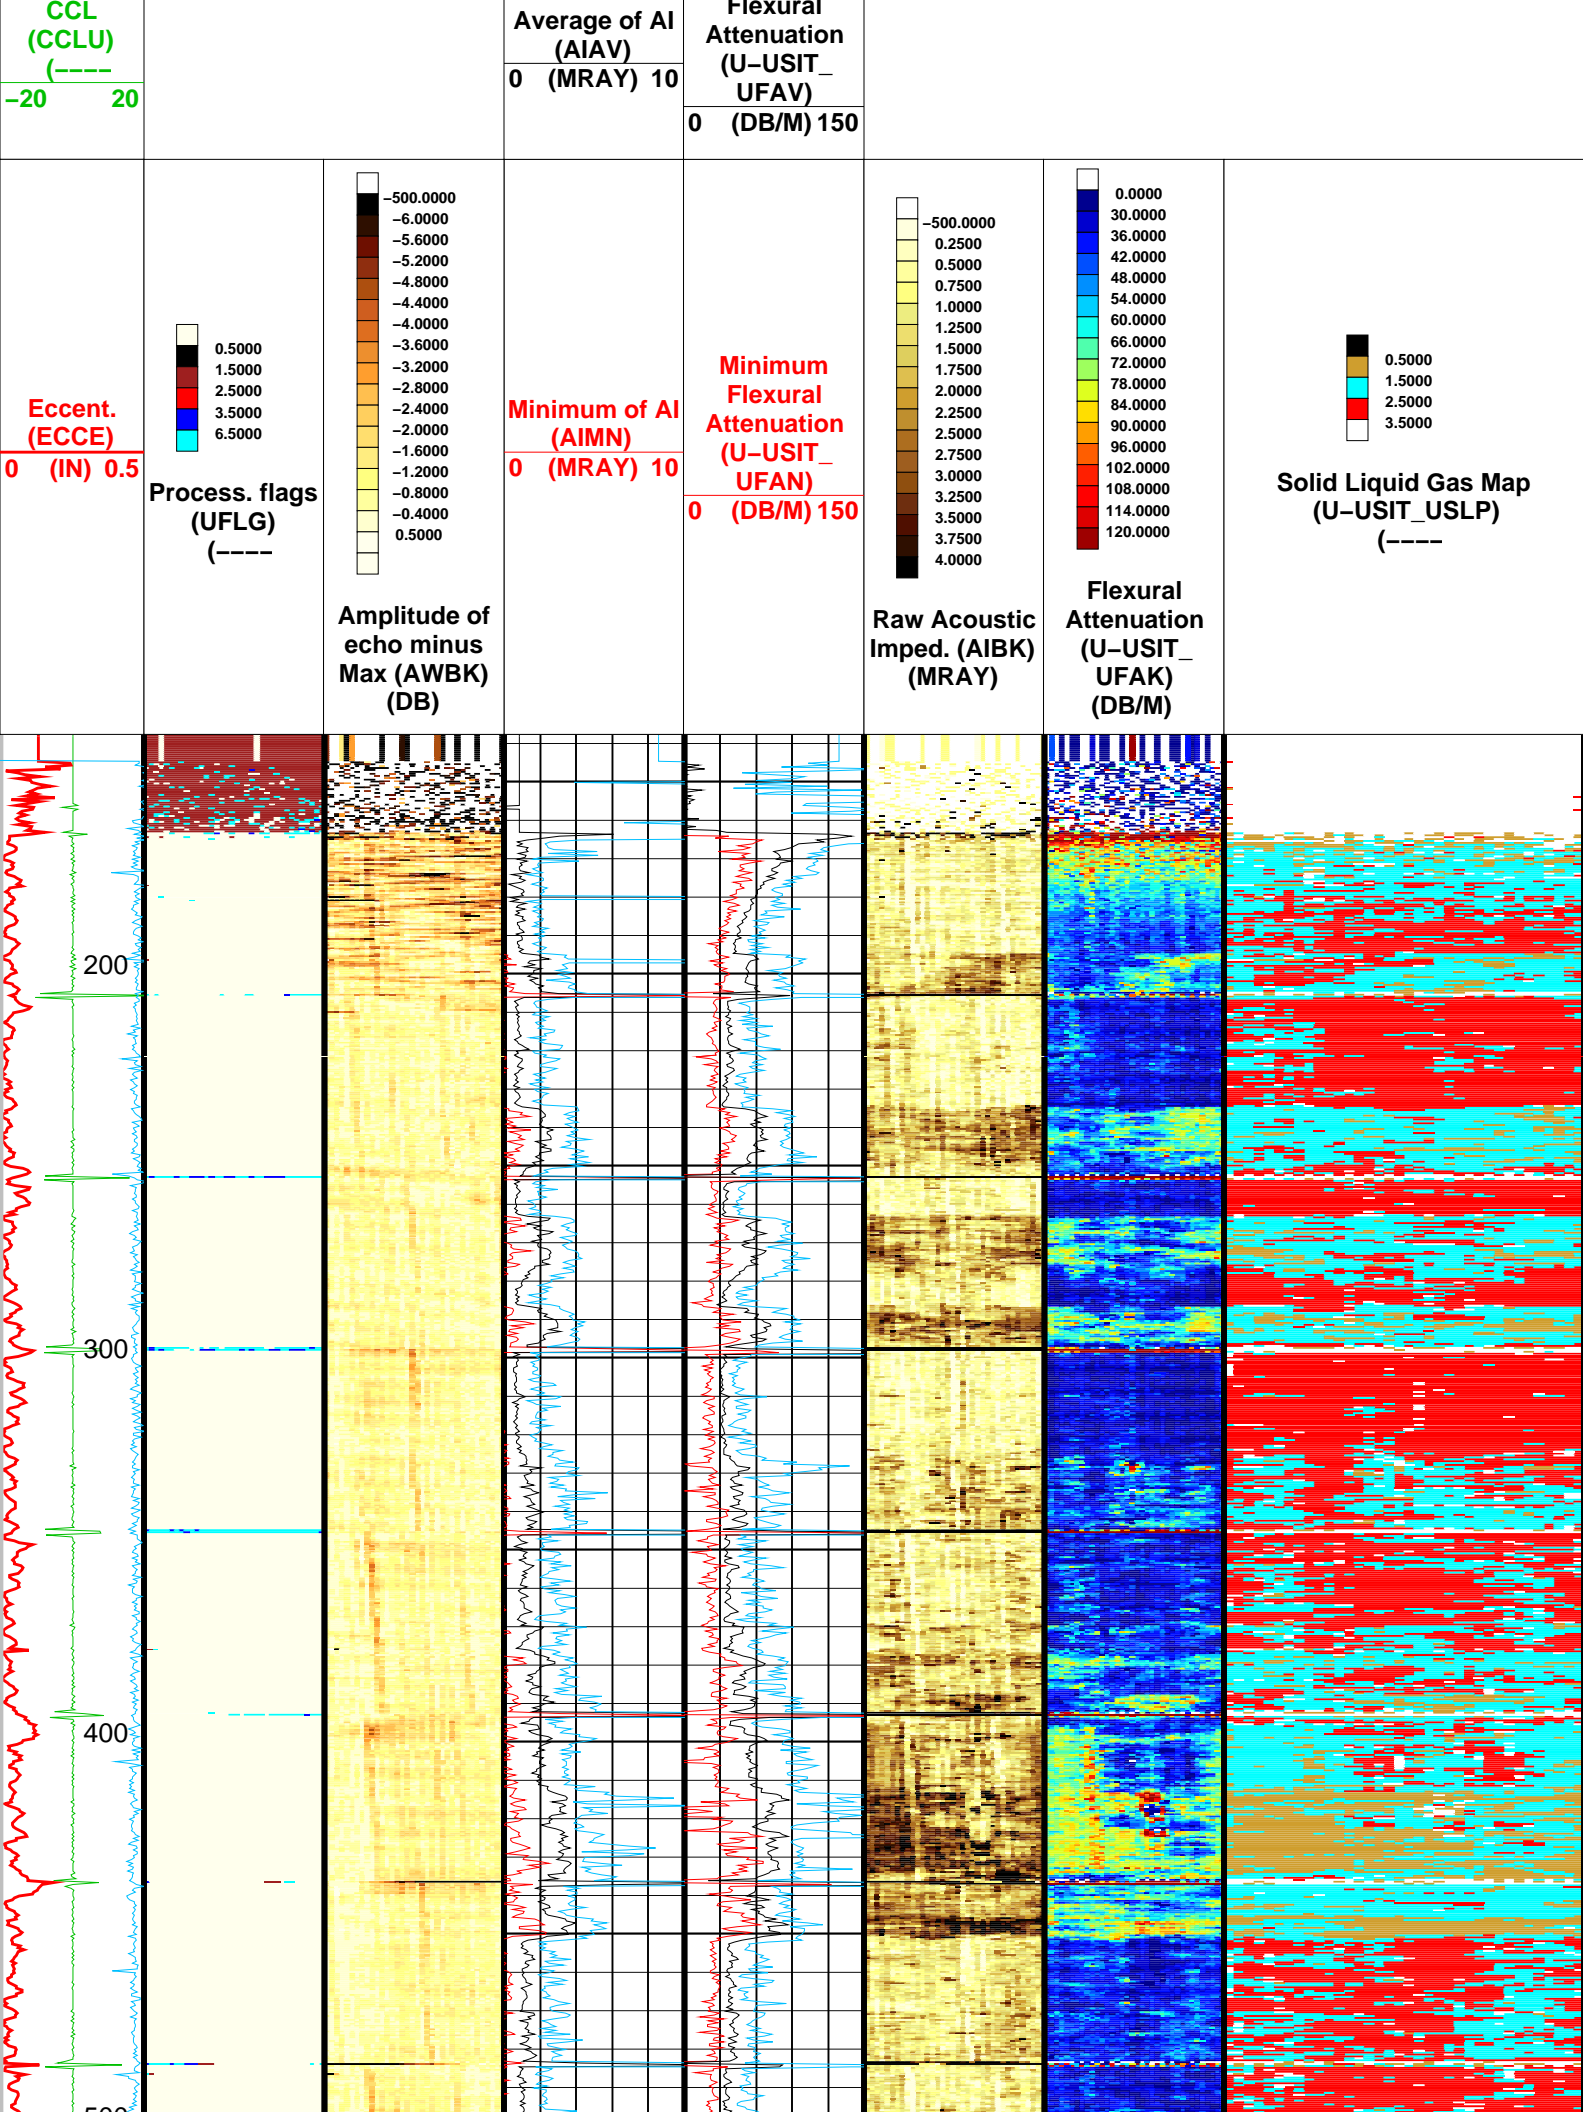 CCL
(CCLU)
(----
-20 20
Average of AI
(AIAV)
0 (MRAY) 10
Flexural
Attenuation
(U-USIT_
UFAV)
0 (DB/M) 150
Eccent.
(ECCE)
0 (IN) 0.5
0.5000
1.5000
2.5000
3.5000
6.5000
Process. flags
(UFLG)
(----
-500.0000
-6.0000
-5.6000
-5.2000
-4.8000
-4.4000
-4.0000
-3.6000
-3.2000
-2.8000
-2.4000
-2.0000
-1.6000
-1.2000
-0.8000
-0.4000
0.5000
Amplitude of
echo minus
Max (AWBK)
(DB)
Minimum of AI
(AIMN)
0 (MRAY) 10
Minimum
Flexural
Attenuation
(U-USIT_
UFAN)
0 (DB/M) 150
-500.0000
0.2500
0.5000
0.7500
1.0000
1.2500
1.5000
1.7500
2.0000
2.2500
2.5000
2.7500
3.0000
3.2500
3.5000
3.7500
4.0000
Raw Acoustic
Imped. (AIBK)
(MRAY)
0.0000
30.0000
36.0000
42.0000
48.0000
54.0000
60.0000
66.0000
72.0000
78.0000
84.0000
90.0000
96.0000
102.0000
108.0000
114.0000
120.0000
Flexural
Attenuation
(U-USIT_
UFAK)
(DB/M)
0.5000
1.5000
2.5000
3.5000
Solid Liquid Gas Map
(U-USIT_USLP)
(----
200
300
400
500